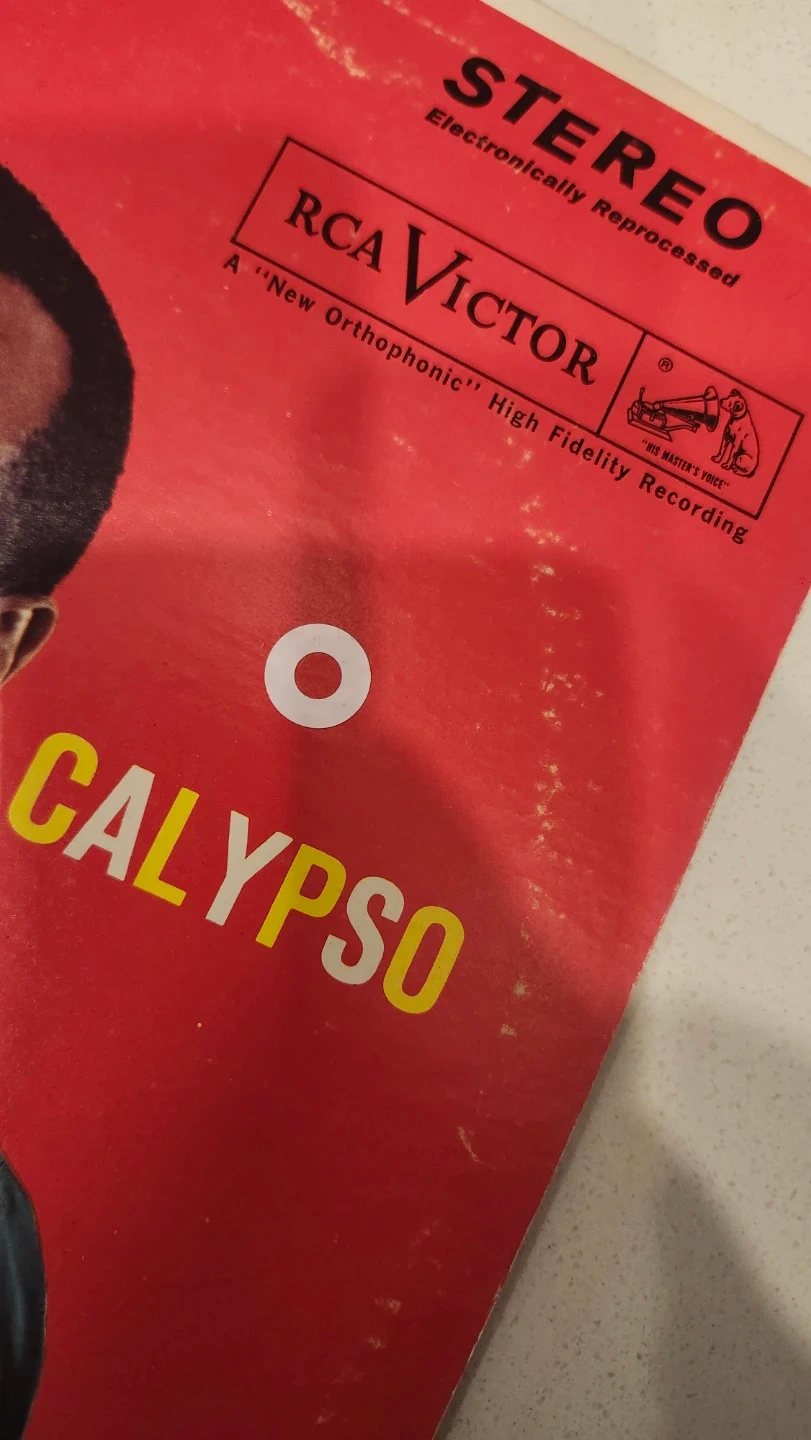 STEREO
Electronically Reprocessed
RCA VICTOR
®
"HIS MASTER'S VOICE"
A "New Orthophonic" High Fidelity Recording
CALYPSO